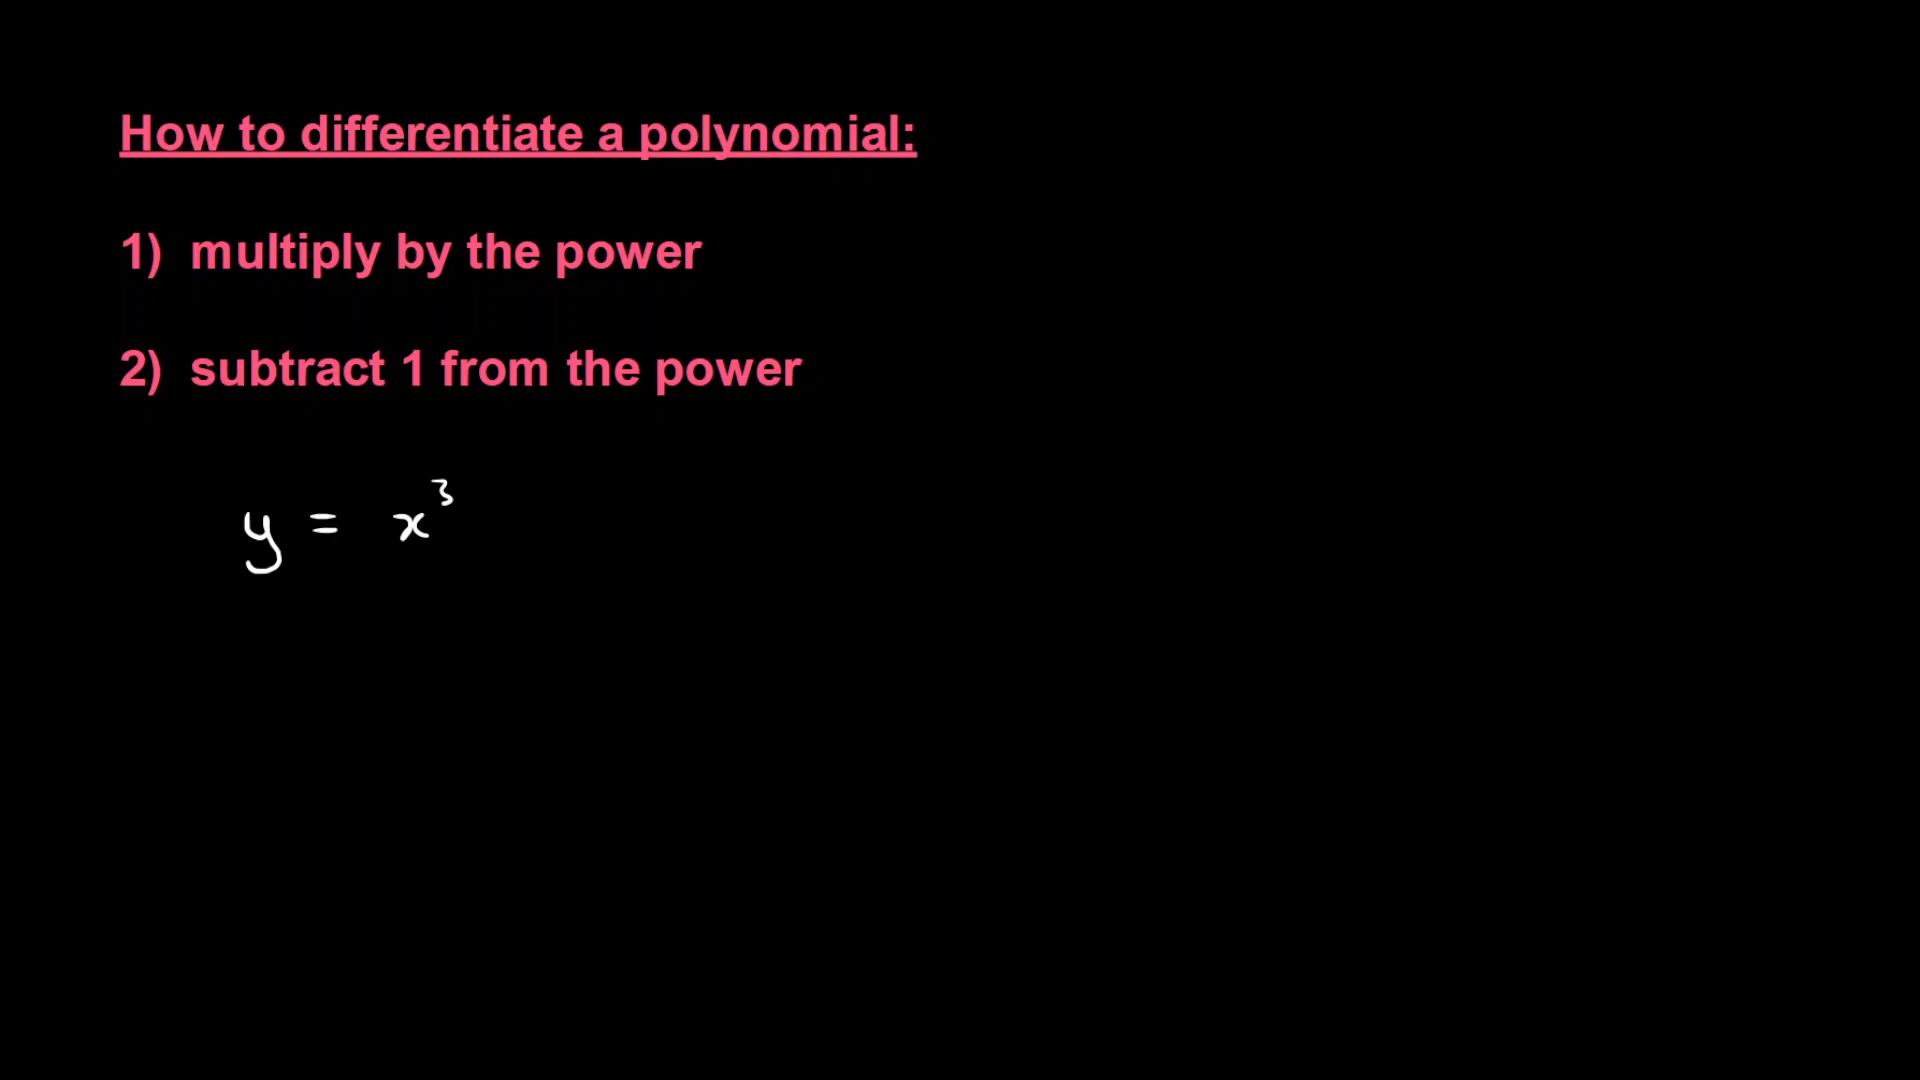 How to differentiate a polynomial:
1) multiply by the power
2) subtract 1 from the power
y = x³